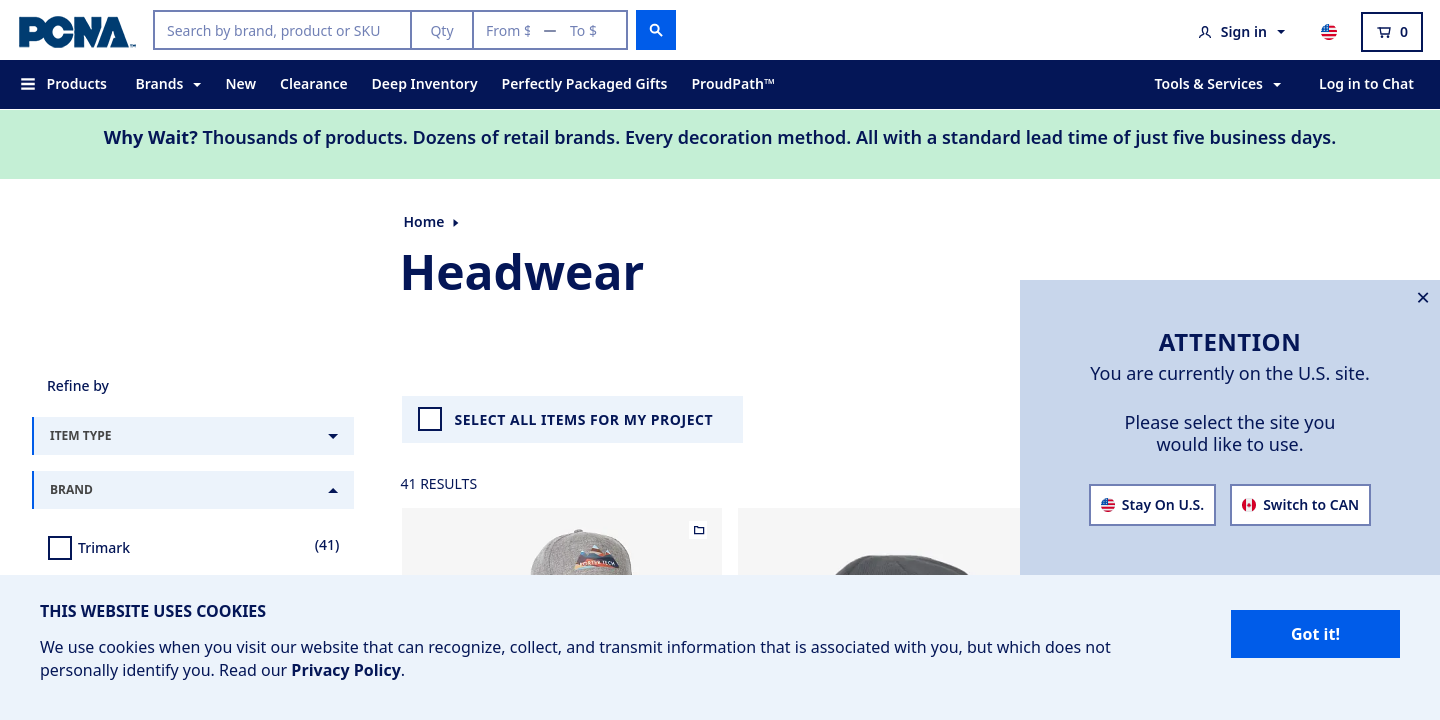 PCNA™
Search by brand, product or SKU
Qty
From $ — To $
Sign in
0
Products
Brands
New
Clearance
Deep Inventory
Perfectly Packaged Gifts
ProudPath™
Tools & Services
Log in to Chat
Why Wait? Thousands of products. Dozens of retail brands. Every decoration method. All with a standard lead time of just five business days.
Home
Headwear
Refine by
ITEM TYPE
BRAND
Trimark
(41)
SELECT ALL ITEMS FOR MY PROJECT
41 RESULTS
ATTENTION
You are currently on the U.S. site.
Please select the site you
would like to use.
Stay On U.S.
Switch to CAN
THIS WEBSITE USES COOKIES
We use cookies when you visit our website that can recognize, collect, and transmit information that is associated with you, but which does not
personally identify you. Read our Privacy Policy.
Got it!